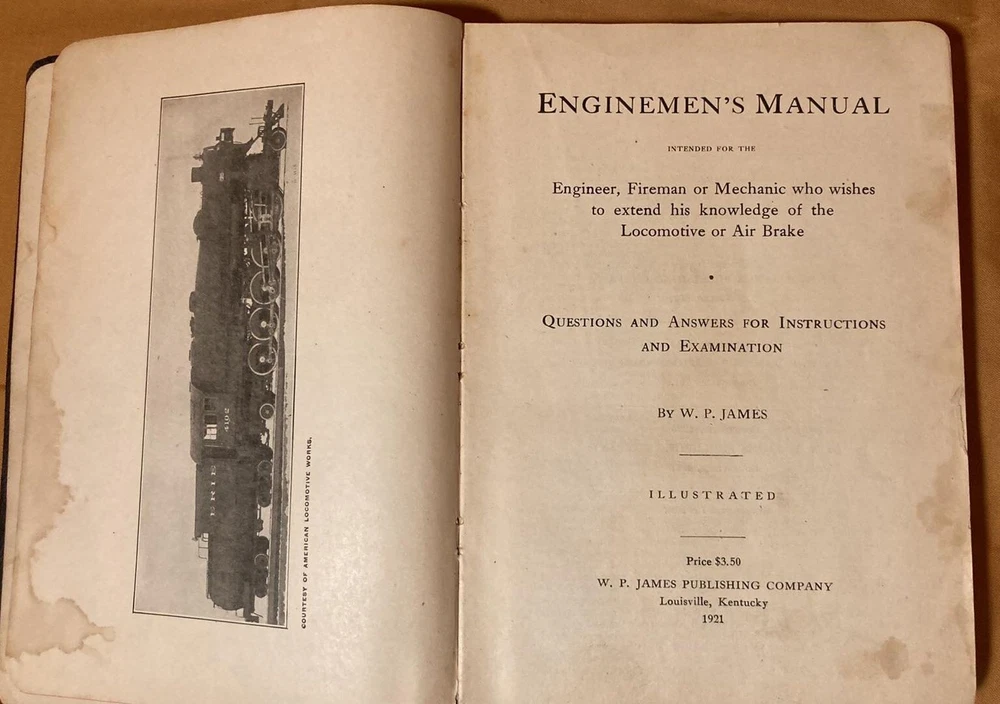 ERIE
4102
COURTESY OF AMERICAN LOCOMOTIVE WORKS.
ENGINEMEN'S MANUAL
INTENDED FOR THE
Engineer, Fireman or Mechanic who wishes
to extend his knowledge of the
Locomotive or Air Brake
QUESTIONS AND ANSWERS FOR INSTRUCTIONS
AND EXAMINATION
BY W. P. JAMES
ILLUSTRATED
Price $3.50
W. P. JAMES PUBLISHING COMPANY
Louisville, Kentucky
1921